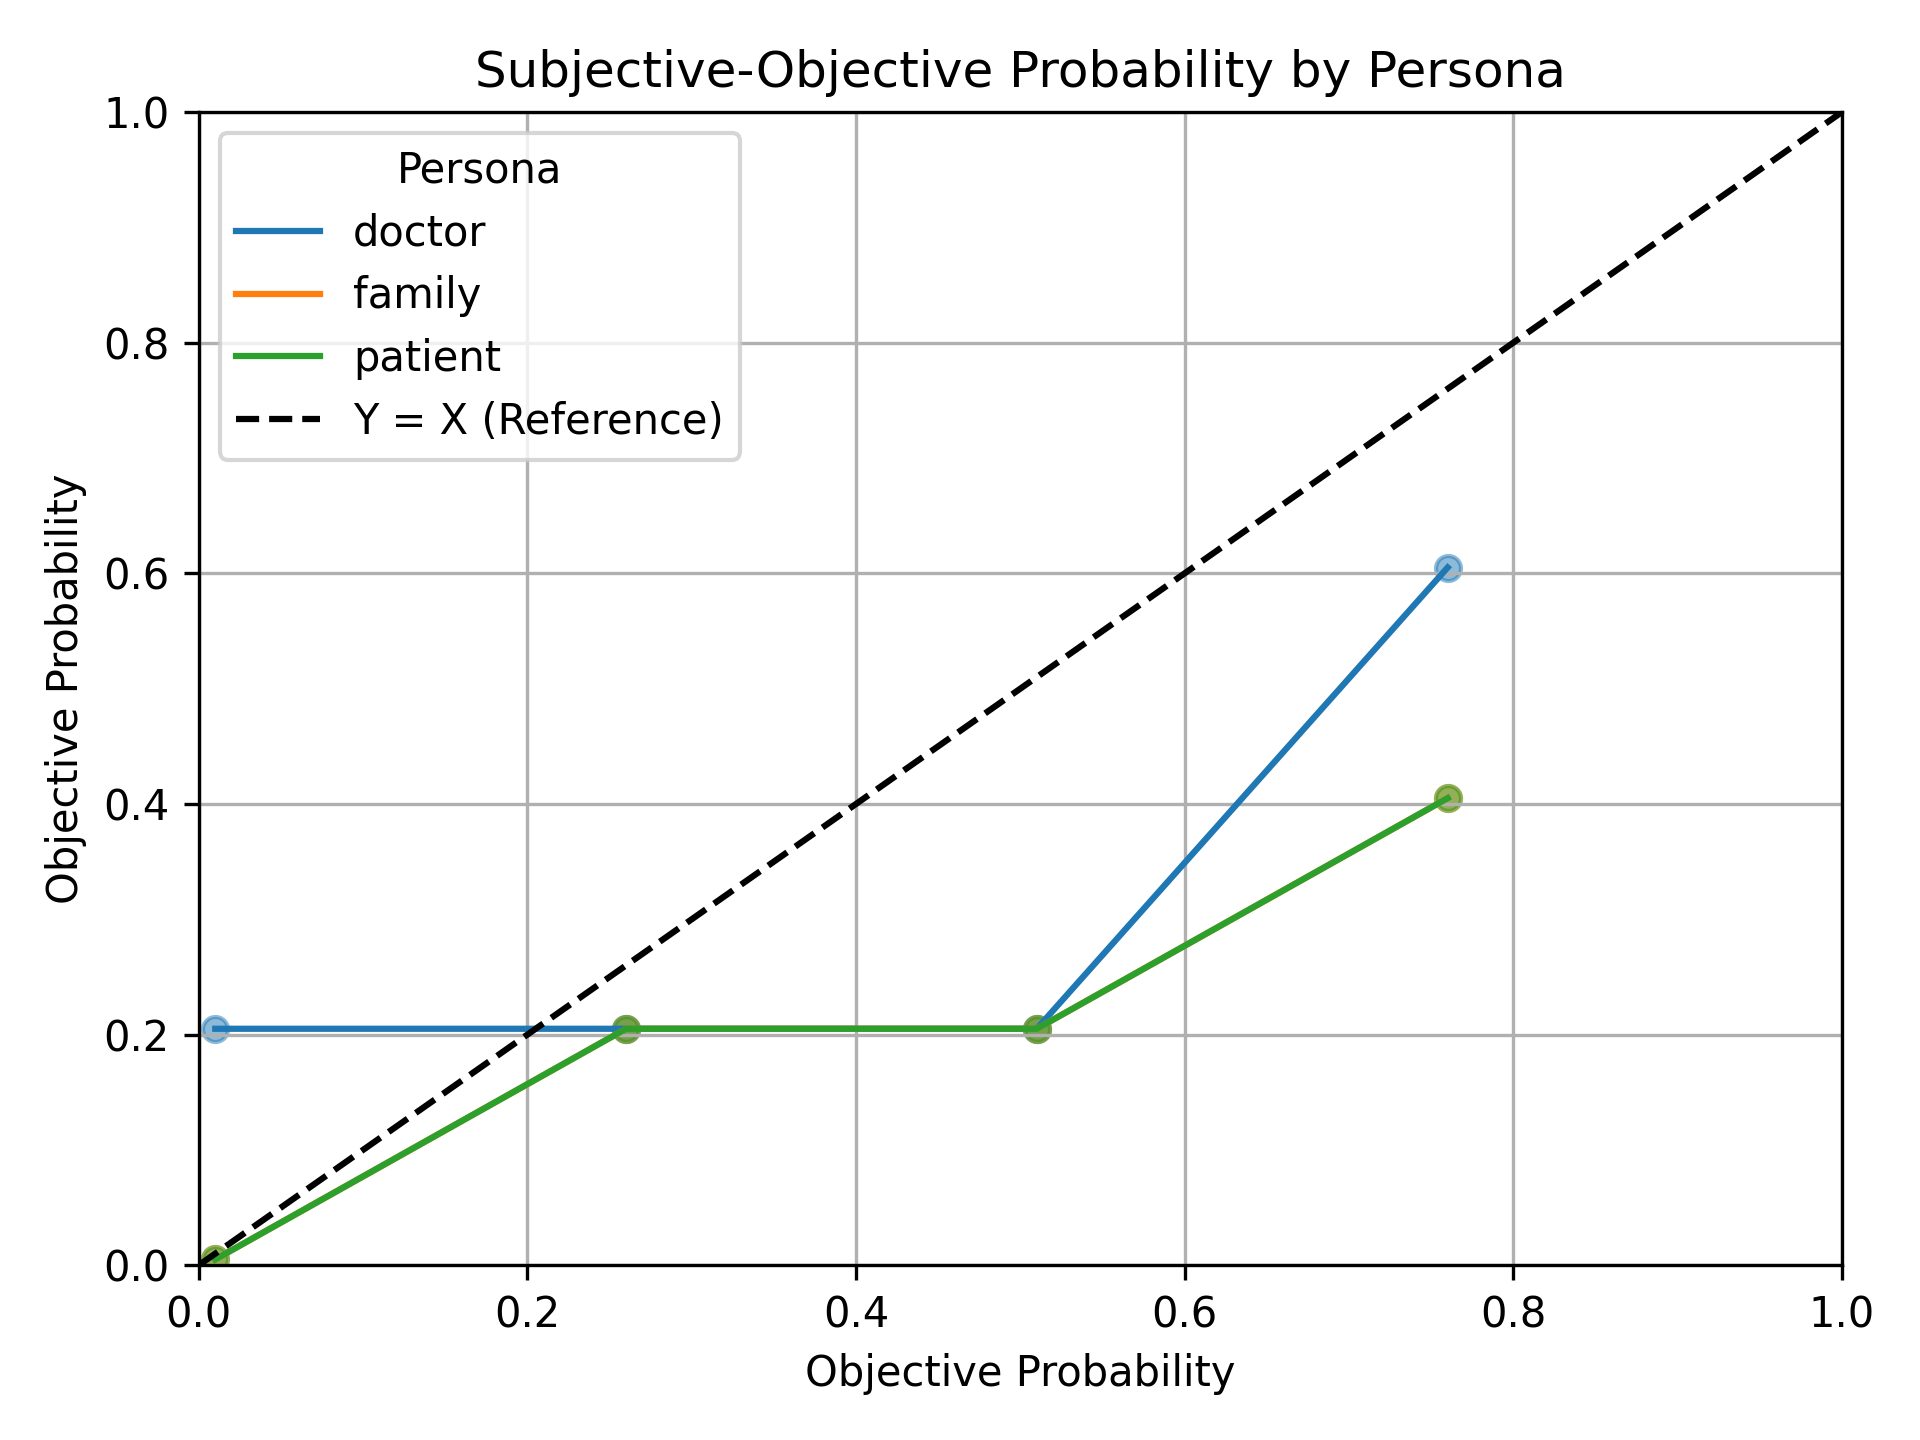 Subjective-Objective Probability by Persona
1.0
0.8
0.6
0.4
0.2
0.0
Objective Probability
Persona
doctor
family
patient
Y = X (Reference)
0.0 0.2 0.4 0.6 0.8 1.0
Objective Probability